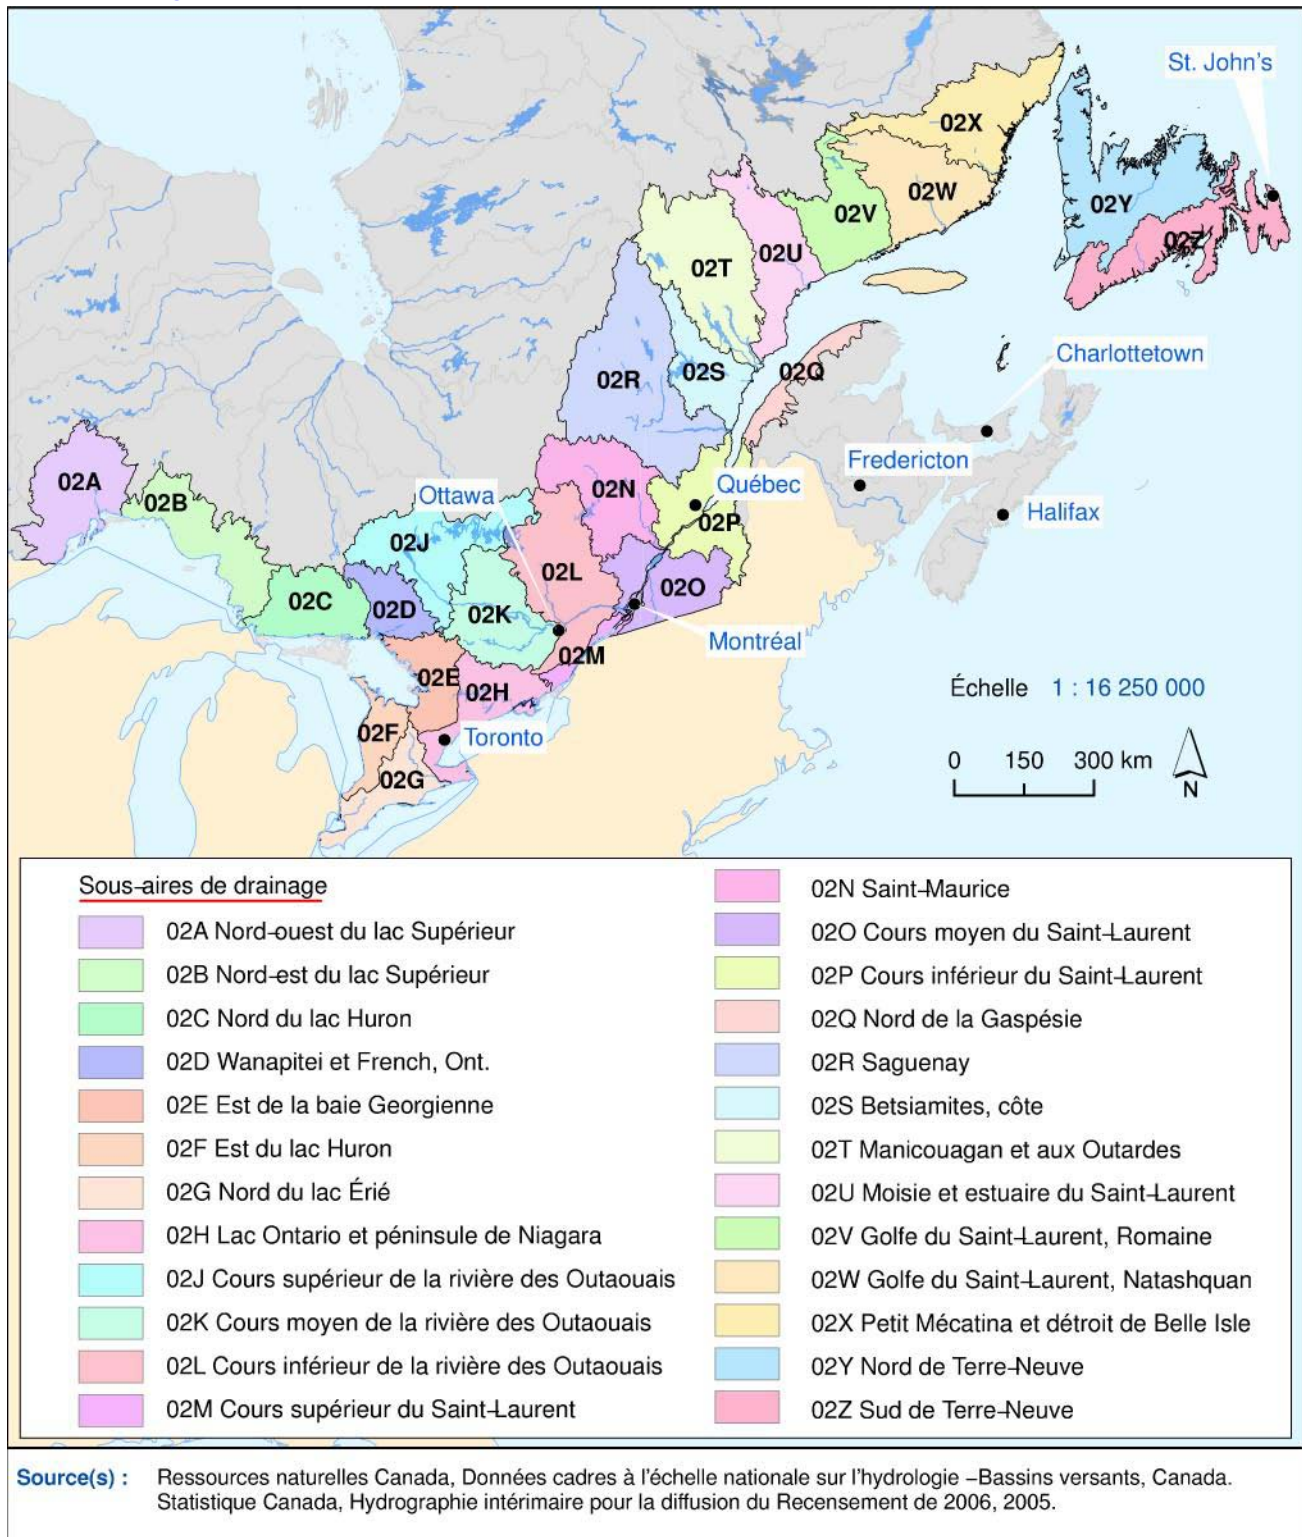 St. John's
02X
02W
02V
02Y
02Z
02U
02T
02S
02Q
02R
Charlottetown
Fredericton
Halifax
Québec
02N
02P
Ottawa
02A
02B
02J
02L
02O
02C
02D
02K
Montréal
02M
02E
02H
02F
02G
Toronto
Échelle 1 : 16 250 000
0 150 300 km
N
Sous-aires de drainage
02A Nord-ouest du lac Supérieur
02B Nord-est du lac Supérieur
02C Nord du lac Huron
02D Wanapitei et French, Ont.
02E Est de la baie Georgienne
02F Est du lac Huron
02G Nord du lac Érié
02H Lac Ontario et péninsule de Niagara
02J Cours supérieur de la rivière des Outaouais
02K Cours moyen de la rivière des Outaouais
02L Cours inférieur de la rivière des Outaouais
02M Cours supérieur du Saint-Laurent
02N Saint-Maurice
02O Cours moyen du Saint-Laurent
02P Cours inférieur du Saint-Laurent
02Q Nord de la Gaspésie
02R Saguenay
02S Betsiamites, côte
02T Manicouagan et aux Outardes
02U Moisie et estuaire du Saint-Laurent
02V Golfe du Saint-Laurent, Romaine
02W Golfe du Saint-Laurent, Natashquan
02X Petit Mécatina et détroit de Belle Isle
02Y Nord de Terre-Neuve
02Z Sud de Terre-Neuve
Source(s) : Ressources naturelles Canada, Données cadres à l'échelle nationale sur l'hydrologie -Bassins versants, Canada.
Statistique Canada, Hydrographie intérimaire pour la diffusion du Recensement de 2006, 2005.